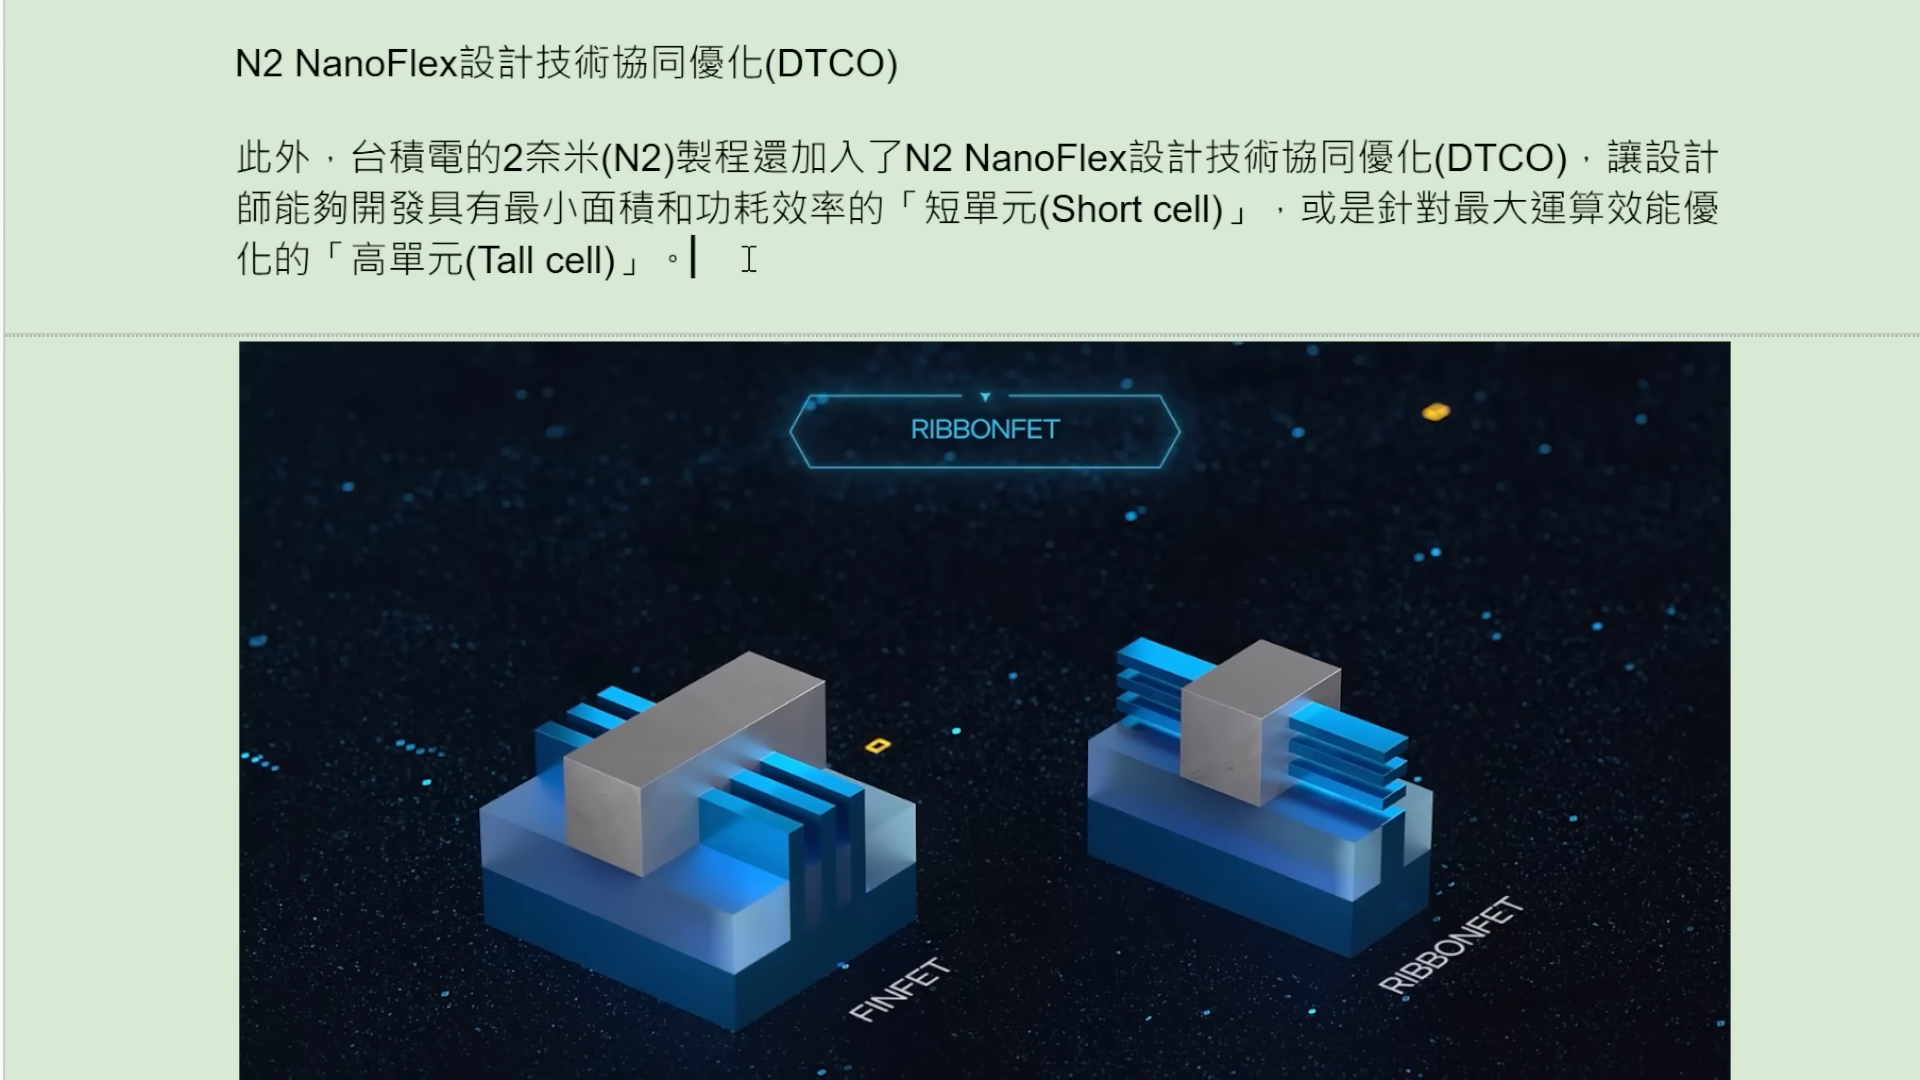 N2 NanoFlex設計技術協同優化(DTCO)
此外，台積電的2奈米(N2)製程還加入了N2 NanoFlex設計技術協同優化(DTCO)，讓設計
師能夠開發具有最小面積和功耗效率的「短單元(Short cell)」，或是針對最大運算效能優
化的「高單元(Tall cell)」。
RIBBONFET
FINFET
RIBBONFET